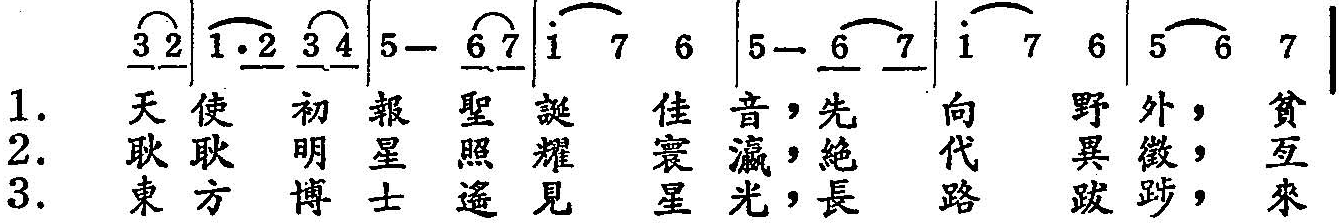 3 2 | 1·2 3 4 | 5— 6 7 | i 7 6 | 5— 6 7 | i 7 6 | 5 6 7 |
1. 天使初報聖誕佳音，先向野外，貧
2. 耿耿明星照耀寰瀛，絕代異徵，亙
3. 東方博士遙見星光，長路跋踄，來